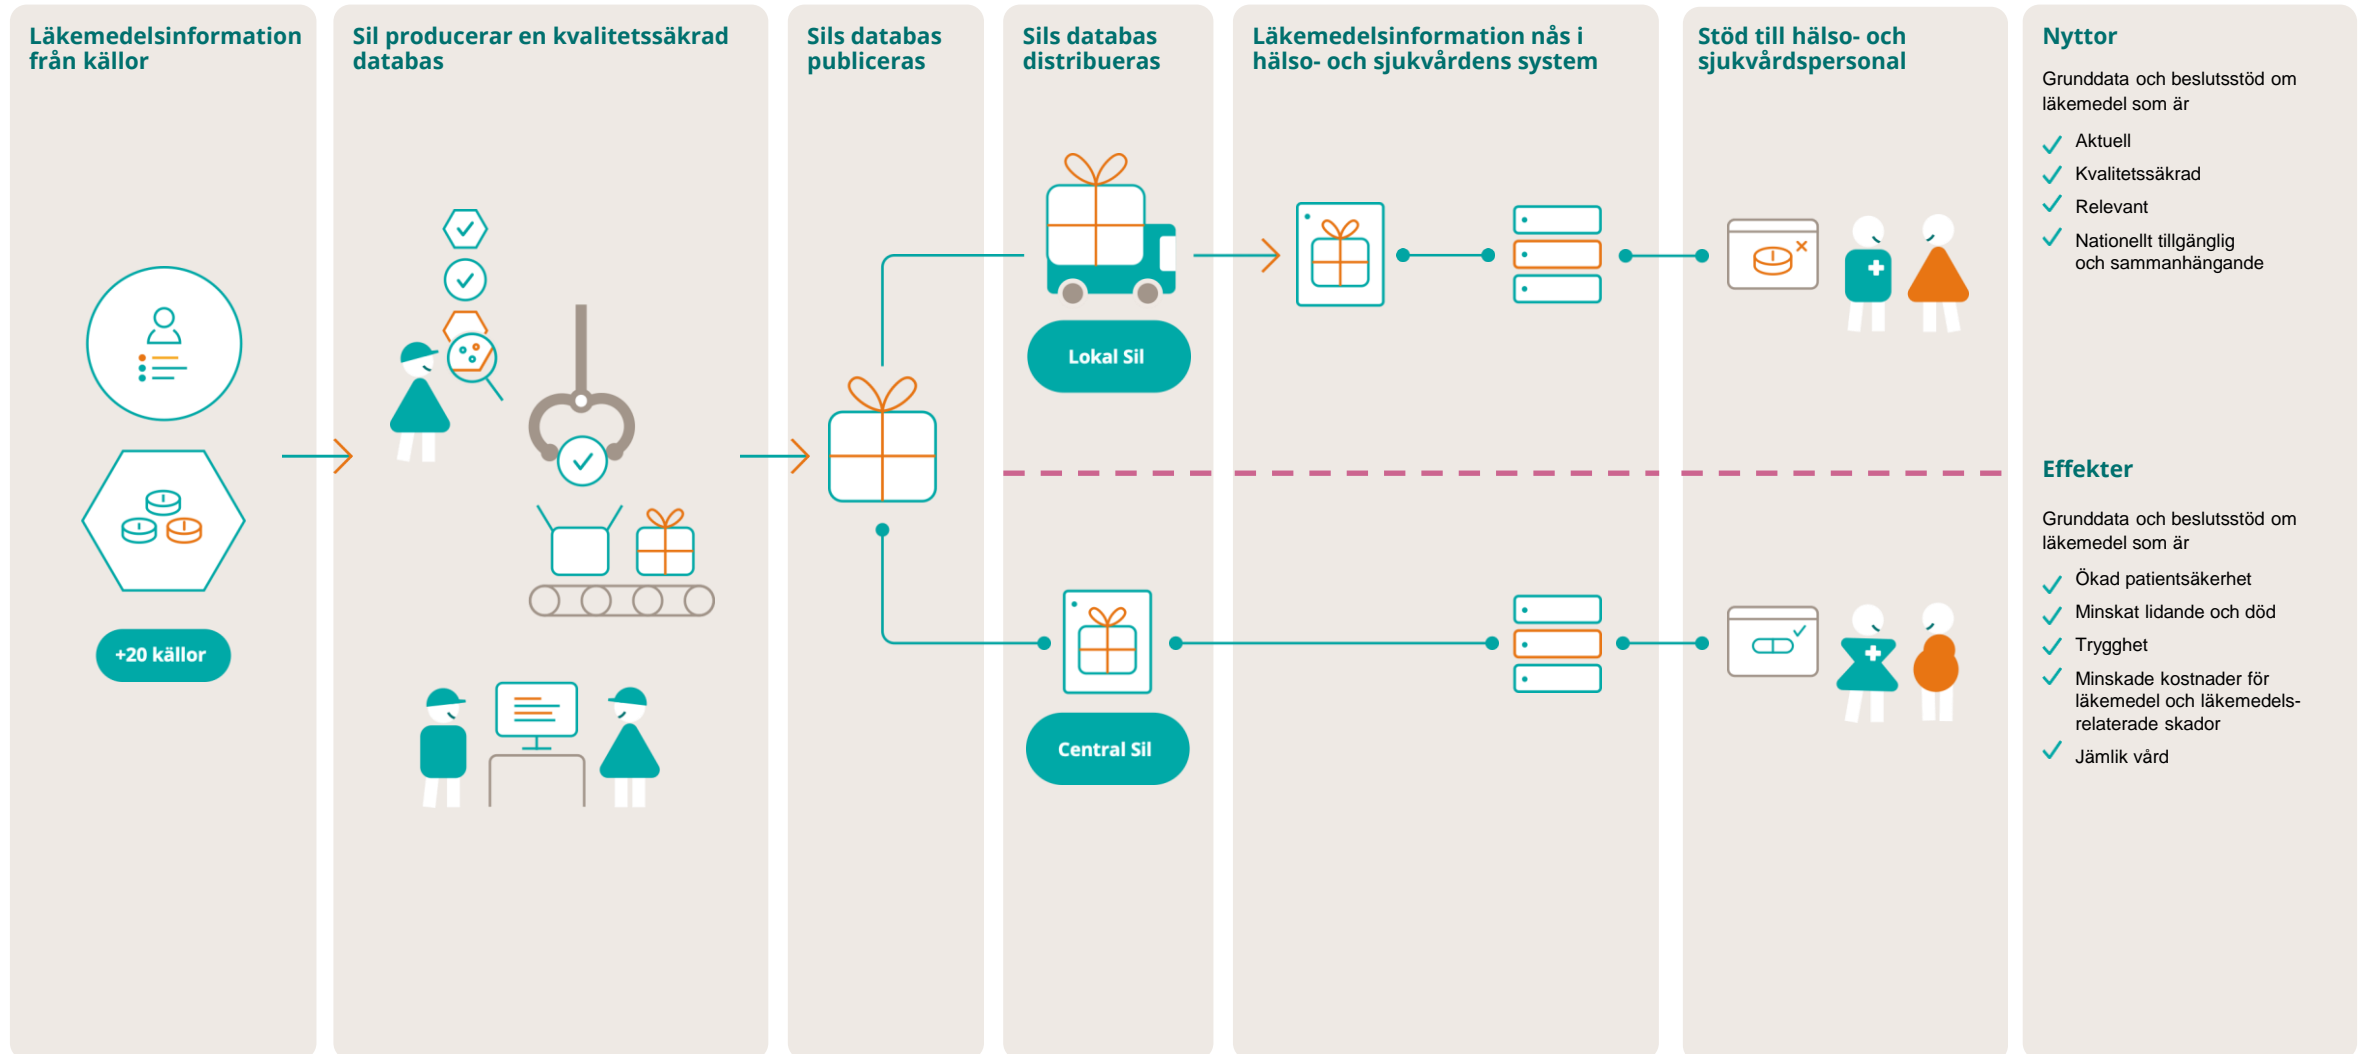 Läkemedelsinformation
från källor
+20 källor
Sil producerar en kvalitetssäkrad
databas
Sils databas
publiceras
Sils databas
distribueras
Lokal Sil
Central Sil
Läkemedelsinformation nås i
hälso- och sjukvårdens system
Stöd till hälso- och
sjukvårdspersonal
Nyttor
Grunddata och beslutsstöd om
läkemedel som är
Aktuell
Kvalitetssäkrad
Relevant
Nationellt tillgänglig
och sammanhängande
Effekter
Grunddata och beslutsstöd om
läkemedel som är
Ökad patientsäkerhet
Minskat lidande och död
Trygghet
Minskade kostnader för
läkemedel och läkemedels-
relaterade skador
Jämlik vård